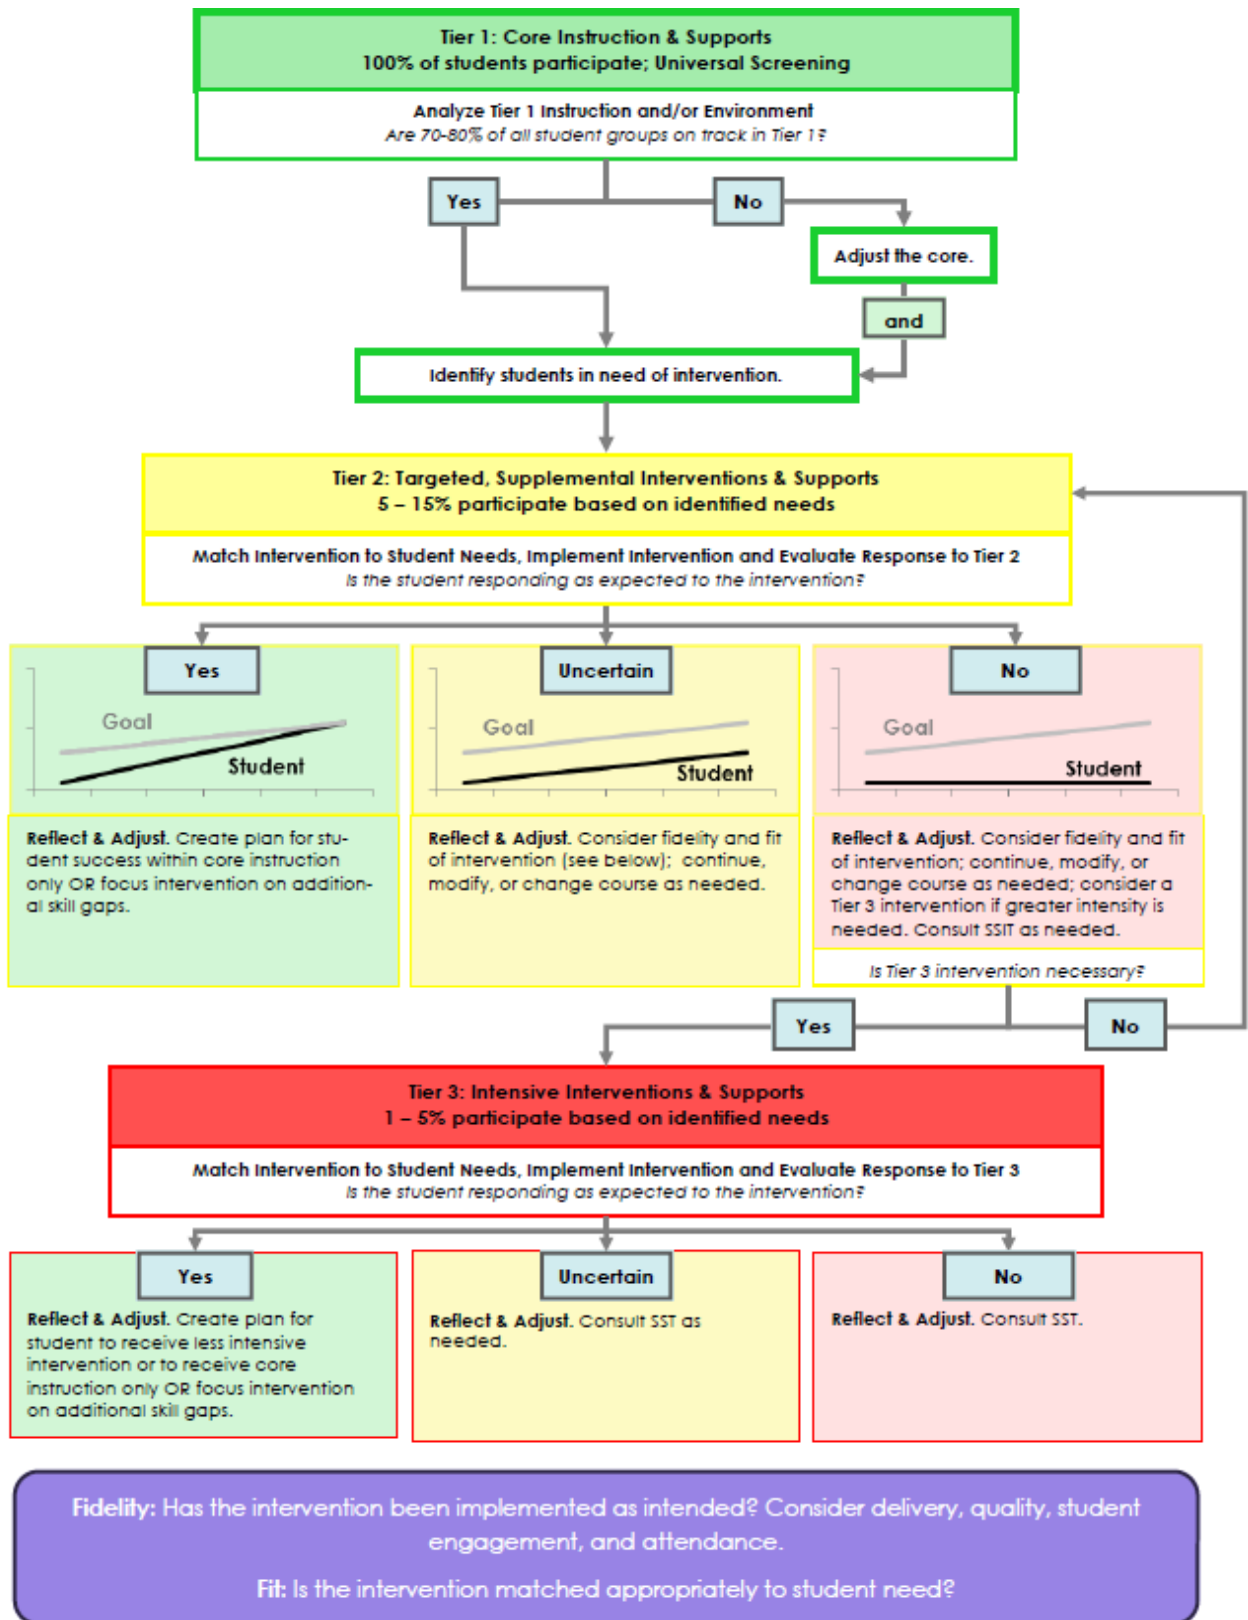 Tier 1: Core Instruction & Supports
100% of students participate; Universal Screening
Analyze Tier 1 Instruction and/or Environment
Are 70-80% of all student groups on track in Tier 1?
Yes
No
Adjust the core.
and
Identify students in need of intervention.
Tier 2: Targeted, Supplemental Interventions & Supports
5 – 15% participate based on identified needs
Match Intervention to Student Needs, Implement Intervention and Evaluate Response to Tier 2
Is the student responding as expected to the intervention?
Yes
Goal
Student
Reflect & Adjust. Create plan for stu-
dent success within core instruction
only OR focus intervention on addition-
al skill gaps.
Uncertain
Goal
Student
Reflect & Adjust. Consider fidelity and fit
of intervention (see below); continue,
modify, or change course as needed.
No
Goal
Student
Reflect & Adjust. Consider fidelity and fit
of intervention; continue, modify, or
change course as needed; consider a
Tier 3 intervention if greater intensity is
needed. Consult SSIT as needed.
Is Tier 3 intervention necessary?
Yes
No
Tier 3: Intensive Interventions & Supports
1 – 5% participate based on identified needs
Match Intervention to Student Needs, Implement Intervention and Evaluate Response to Tier 3
Is the student responding as expected to the intervention?
Yes
Reflect & Adjust. Create plan for
student to receive less intensive
intervention or to receive core
instruction only OR focus intervention
on additional skill gaps.
Uncertain
Reflect & Adjust. Consult SST as
needed.
No
Reflect & Adjust. Consult SST.
Fidelity: Has the intervention been implemented as intended? Consider delivery, quality, student
engagement, and attendance.
Fit: Is the intervention matched appropriately to student need?